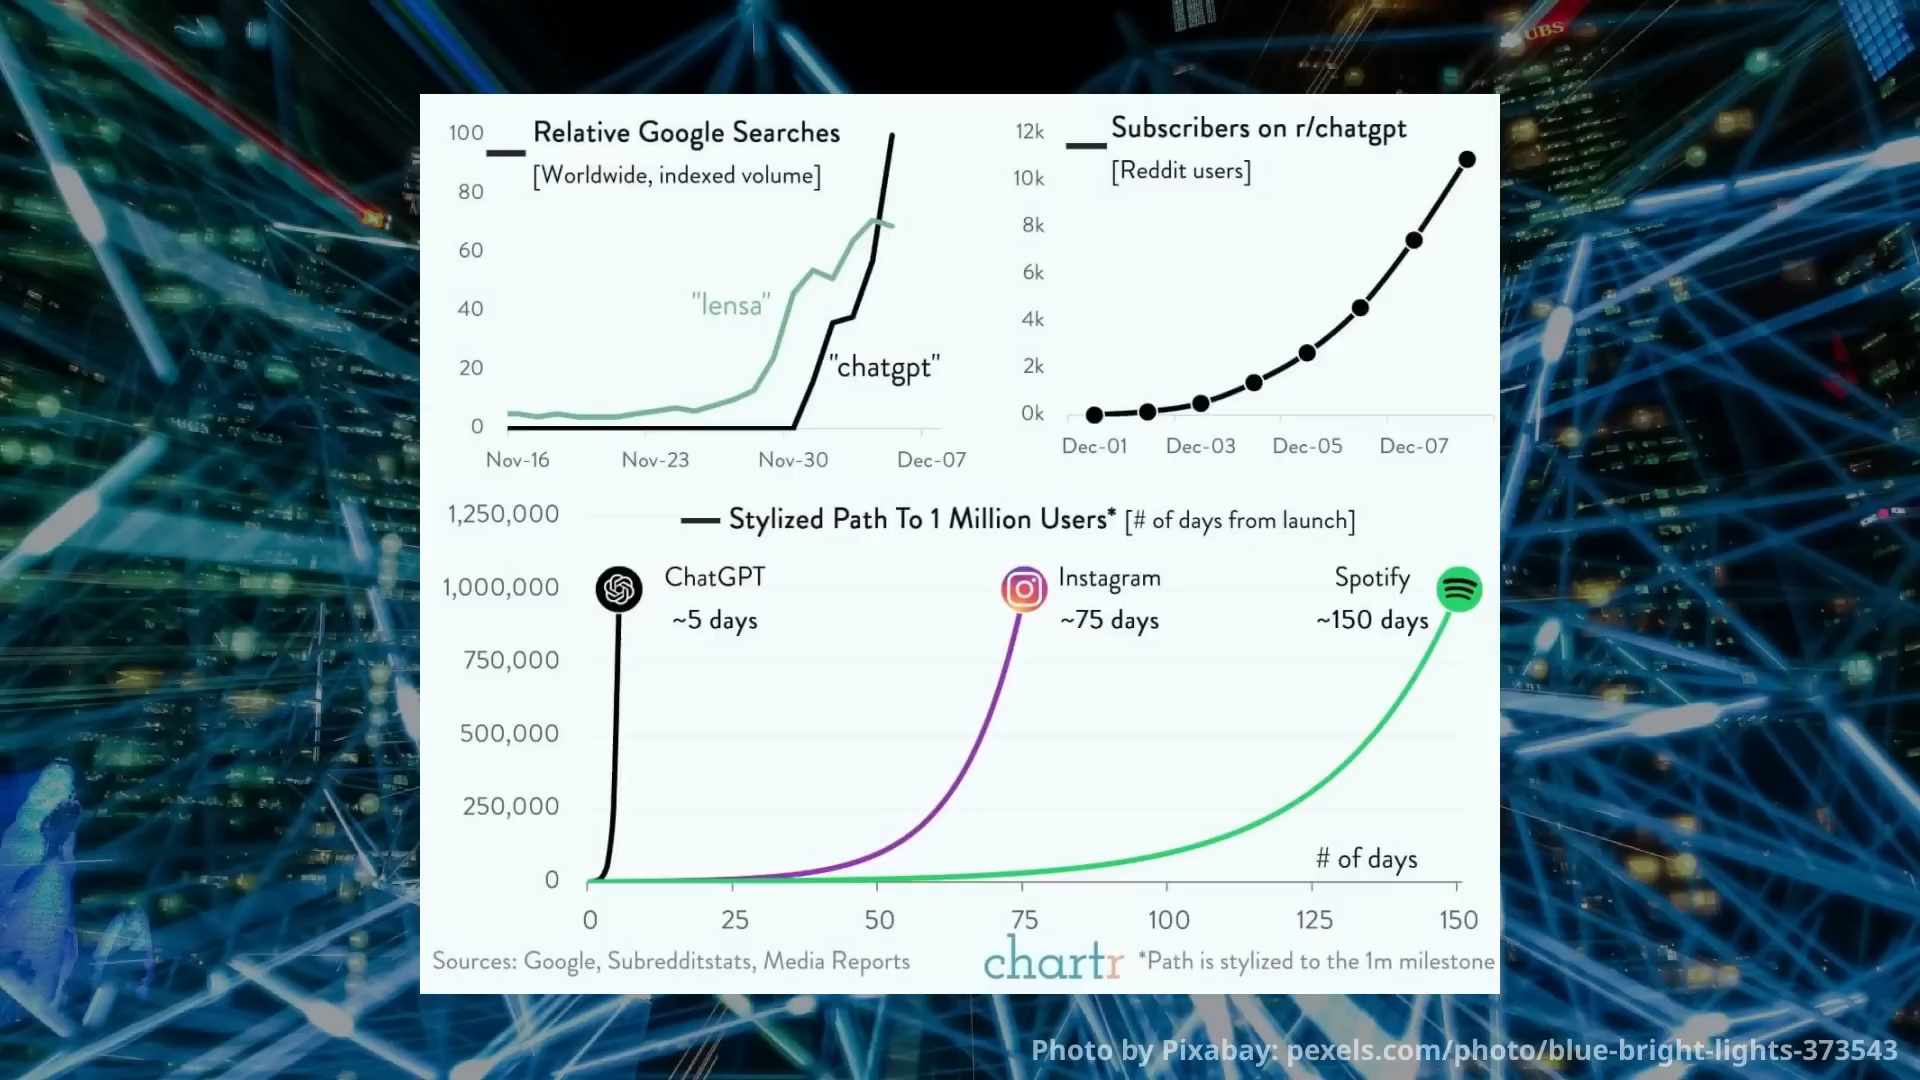 UBS
Relative Google Searches
[Worldwide, indexed volume]
100
80
60
40
20
0
"lensa"
"chatgpt"
Nov-16 Nov-23 Nov-30 Dec-07
Subscribers on r/chatgpt
[Reddit users]
12k
10k
8k
6k
4k
2k
0k
Dec-01 Dec-03 Dec-05 Dec-07
Stylized Path To 1 Million Users* [# of days from launch]
1,250,000
1,000,000
750,000
500,000
250,000
0
ChatGPT
~5 days
Instagram
~75 days
Spotify
~150 days
# of days
0 25 50 75 100 125 150
Sources: Google, Subredditstats, Media Reports
chartr
*Path is stylized to the 1m milestone
Photo by Pixabay: pexels.com/photo/blue-bright-lights-373543